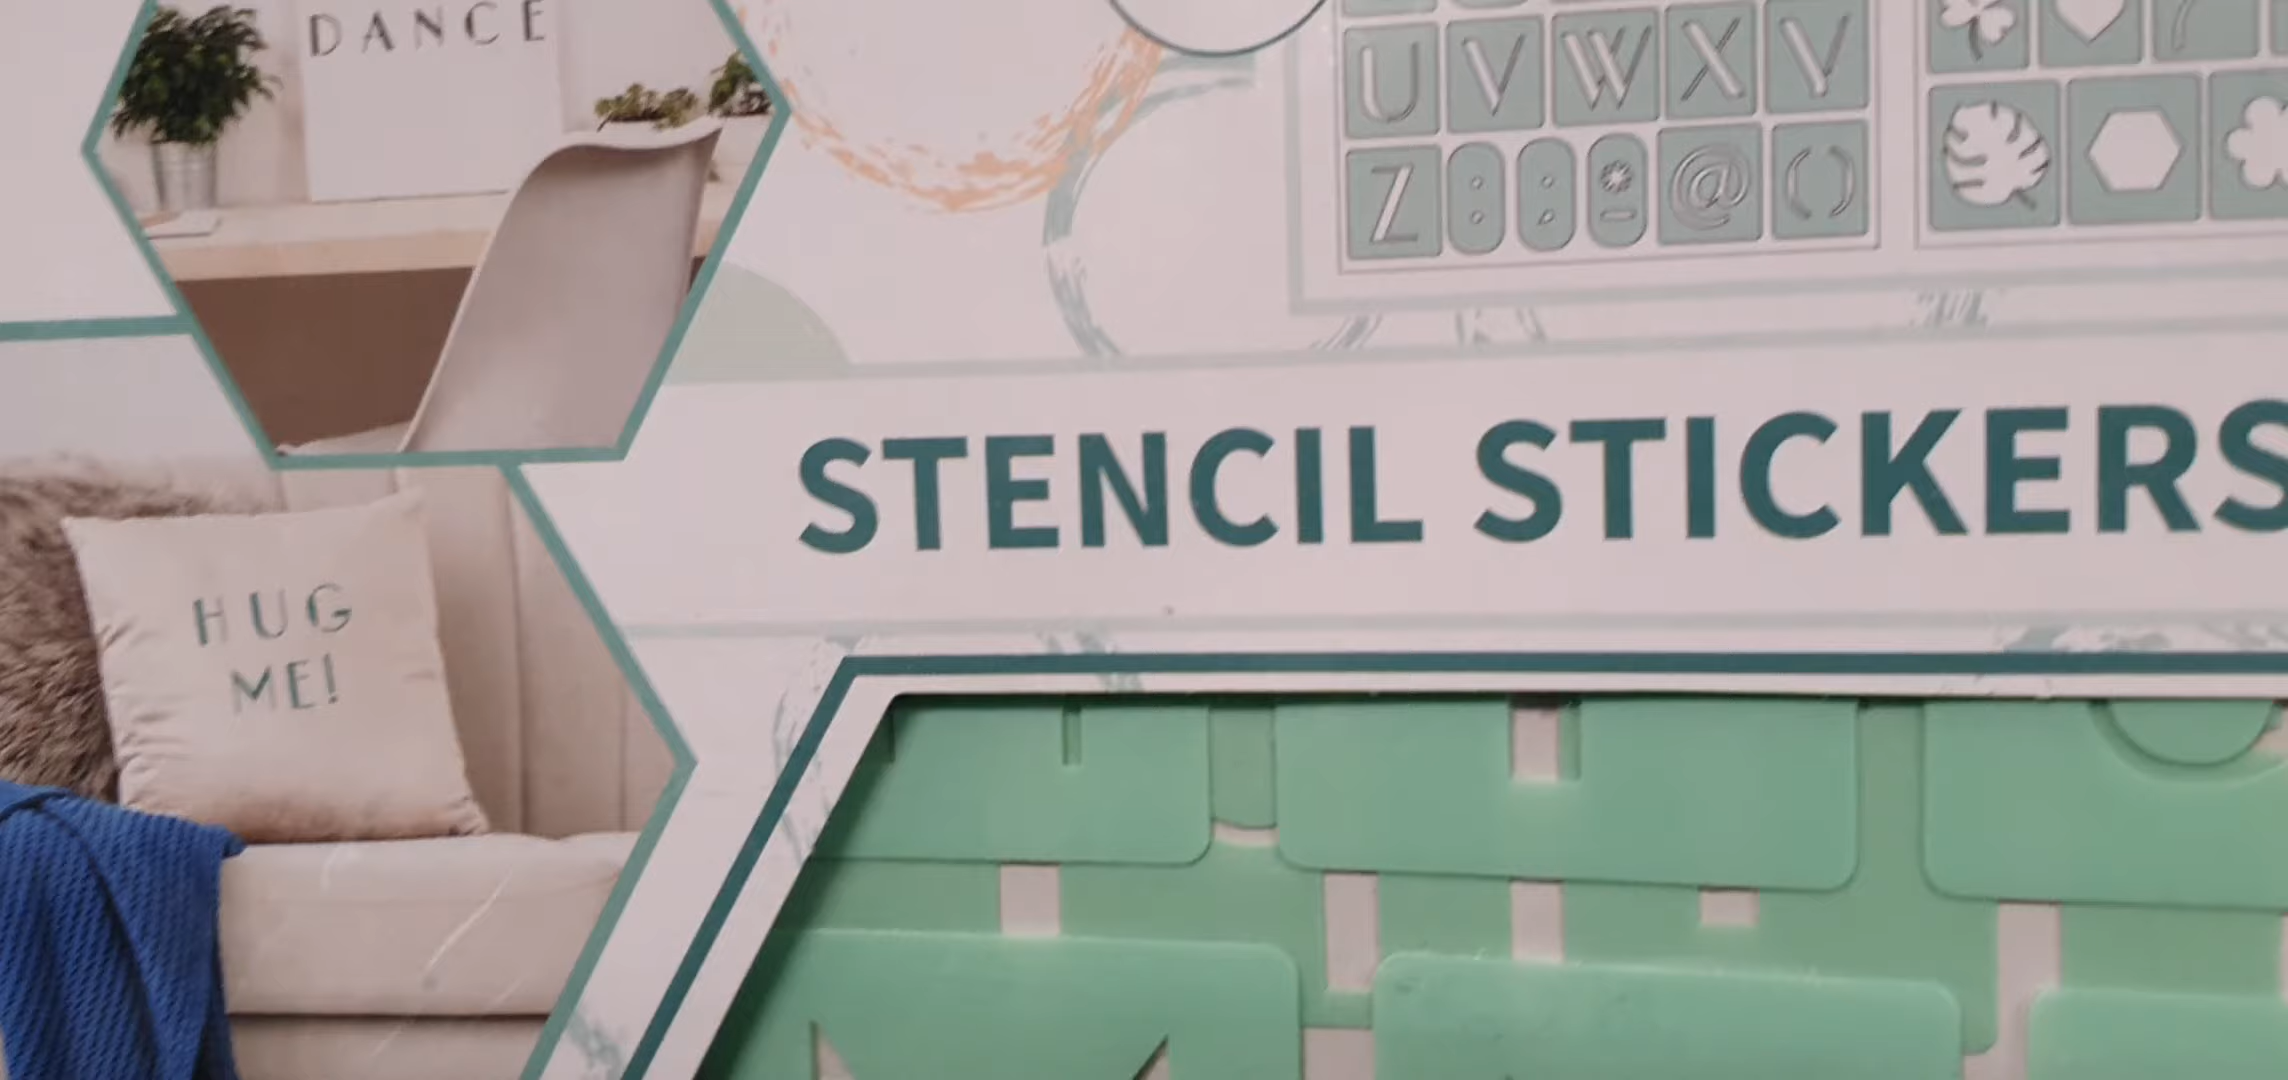 DANCE
U V W X Y
Z : ; * - @ ( )
STENCIL STICKERS
HUG
ME!